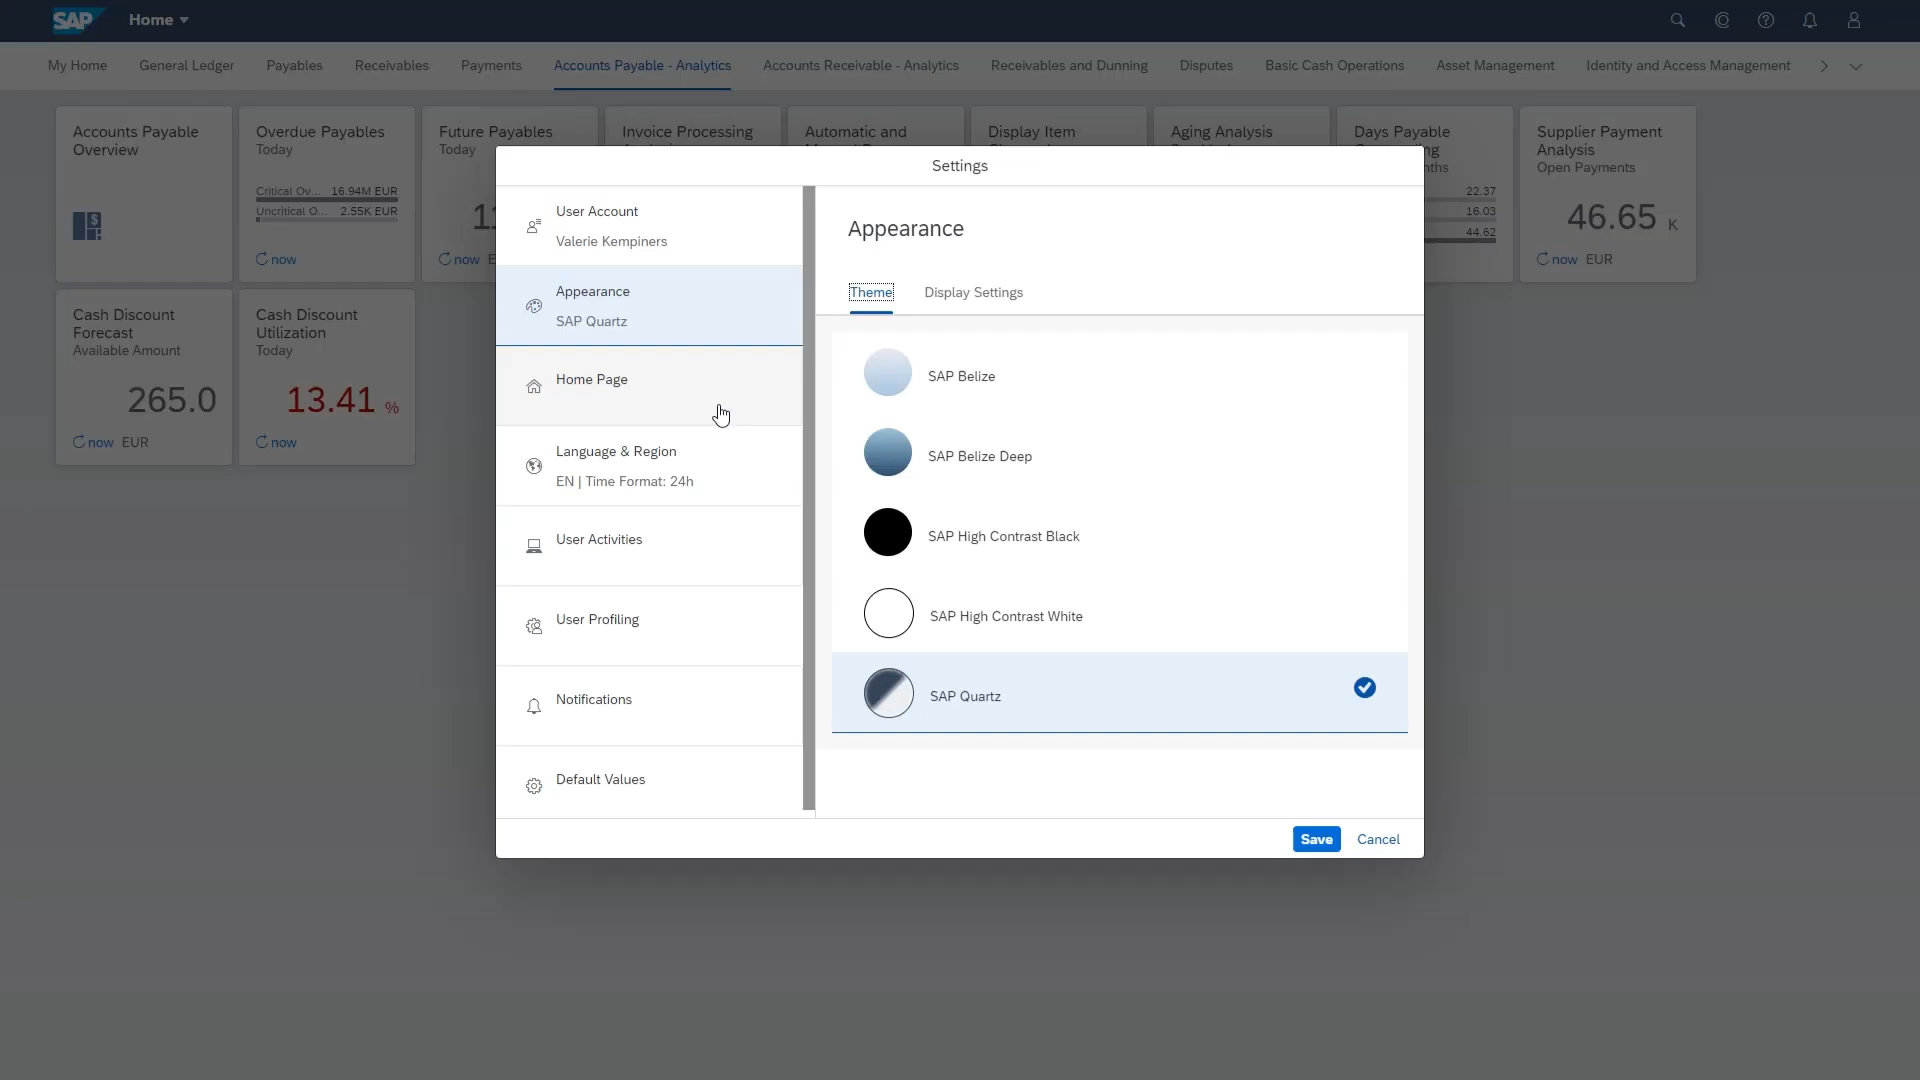 SAP
Home
My Home
General Ledger
Payables
Receivables
Payments
Accounts Payable - Analytics
Accounts Receivable - Analytics
Receivables and Dunning
Disputes
Basic Cash Operations
Asset Management
Identity and Access Management
Accounts Payable
Overview
Overdue Payables
Today
Critical Ov... 16.94M EUR
Uncritical O... 2.55K EUR
now
Future Payables
Today
now
Invoice Processing
Automatic and
Display Item
Aging Analysis
Days Payable
22.37
16.03
44.62
Supplier Payment
Analysis
Open Payments
46.65 K
now EUR
Cash Discount
Forecast
Available Amount
265.0
now EUR
Cash Discount
Utilization
Today
13.41 %
now
Settings
User Account
Valerie Kempiners
Appearance
SAP Quartz
Home Page
Language & Region
EN | Time Format: 24h
User Activities
User Profiling
Notifications
Default Values
Appearance
Theme
Display Settings
SAP Belize
SAP Belize Deep
SAP High Contrast Black
SAP High Contrast White
SAP Quartz
Save
Cancel